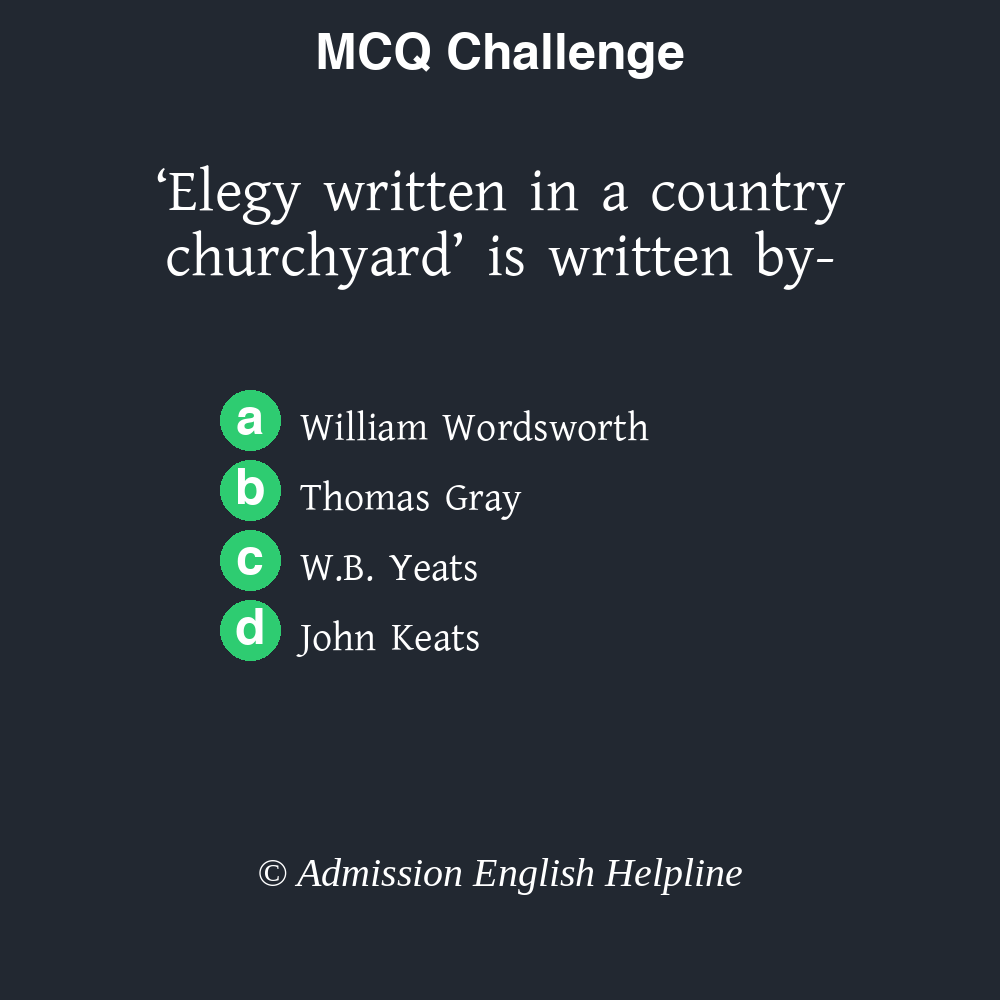 MCQ Challenge
‘Elegy written in a country
churchyard’ is written by-
a William Wordsworth
b Thomas Gray
c W.B. Yeats
d John Keats
© Admission English Helpline